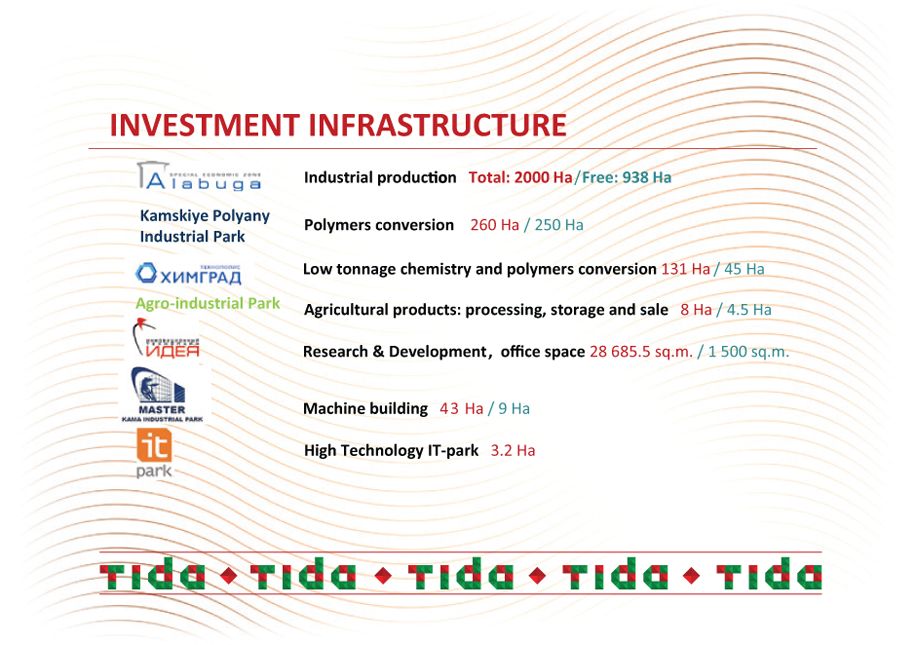 INVESTMENT INFRASTRUCTURE
SPECIAL ECONOMIC ZONE
Alabuga
Industrial production Total: 2000 Ha/Free: 938 Ha
Kamskiye Polyany
Industrial Park
Polymers conversion 260 Ha / 250 Ha
ТЕХНОПОЛИС
ХИМГРАД
Low tonnage chemistry and polymers conversion 131 Ha / 45 Ha
Agro-industrial Park
Agricultural products: processing, storage and sale 8 Ha / 4.5 Ha
ИДЕЯ
Research & Development, office space 28 685.5 sq.m. / 1 500 sq.m.
MASTER
KAMA INDUSTRIAL PARK
Machine building 43 Ha / 9 Ha
it
park
High Technology IT-park 3.2 Ha
TIda TIda TIda TIda TIda